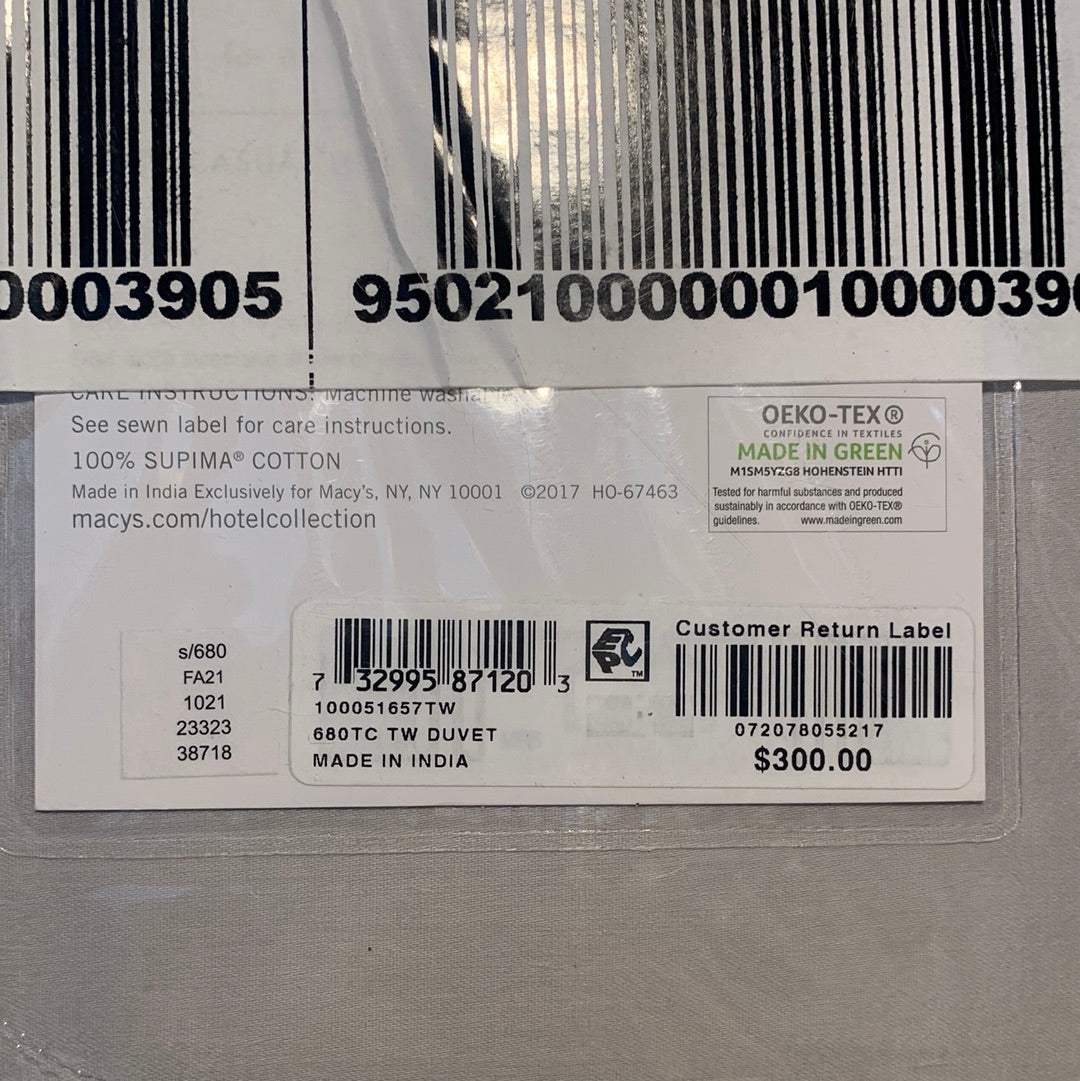 0003905
95021000000010000390
CARE INSTRUCTIONS: Machine washable
See sewn label for care instructions.
100% SUPIMA® COTTON
Made in India Exclusively for Macy's, NY, NY 10001 ©2017 HO-67463
macys.com/hotelcollection
OEKO-TEX®
CONFIDENCE IN TEXTILES
MADE IN GREEN
M1SM5YZG8 HOHENSTEIN HTTI
Tested for harmful substances and produced
sustainably in accordance with OEKO-TEX®
guidelines. www.madeingreen.com
s/680
FA21
1021
23323
38718
7 32995 87120 3
100051657TW
680TC TW DUVET
MADE IN INDIA
EPC TM
Customer Return Label
072078055217
$300.00